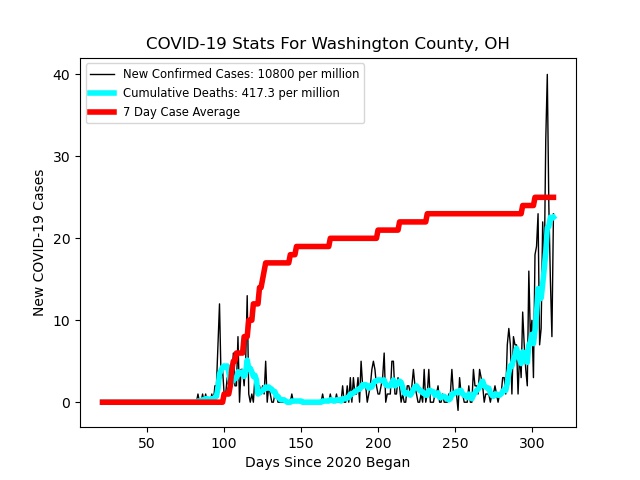 COVID-19 Stats For Washington County, OH
New Confirmed Cases: 10800 per million
Cumulative Deaths: 417.3 per million
7 Day Case Average
New COVID-19 Cases
40
30
20
10
0
50 100 150 200 250 300
Days Since 2020 Began